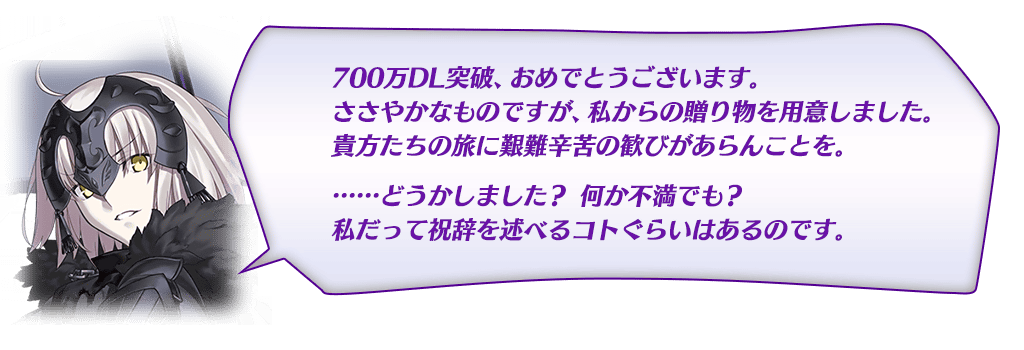 700万DL突破、おめでとうございます。
ささやかなものですが、私からの贈り物を用意しました。
貴方たちの旅に艱難辛苦の歓びがあらんことを。
……どうかしました？ 何か不満でも？
私だって祝辞を述べるコトぐらいはあるのです。